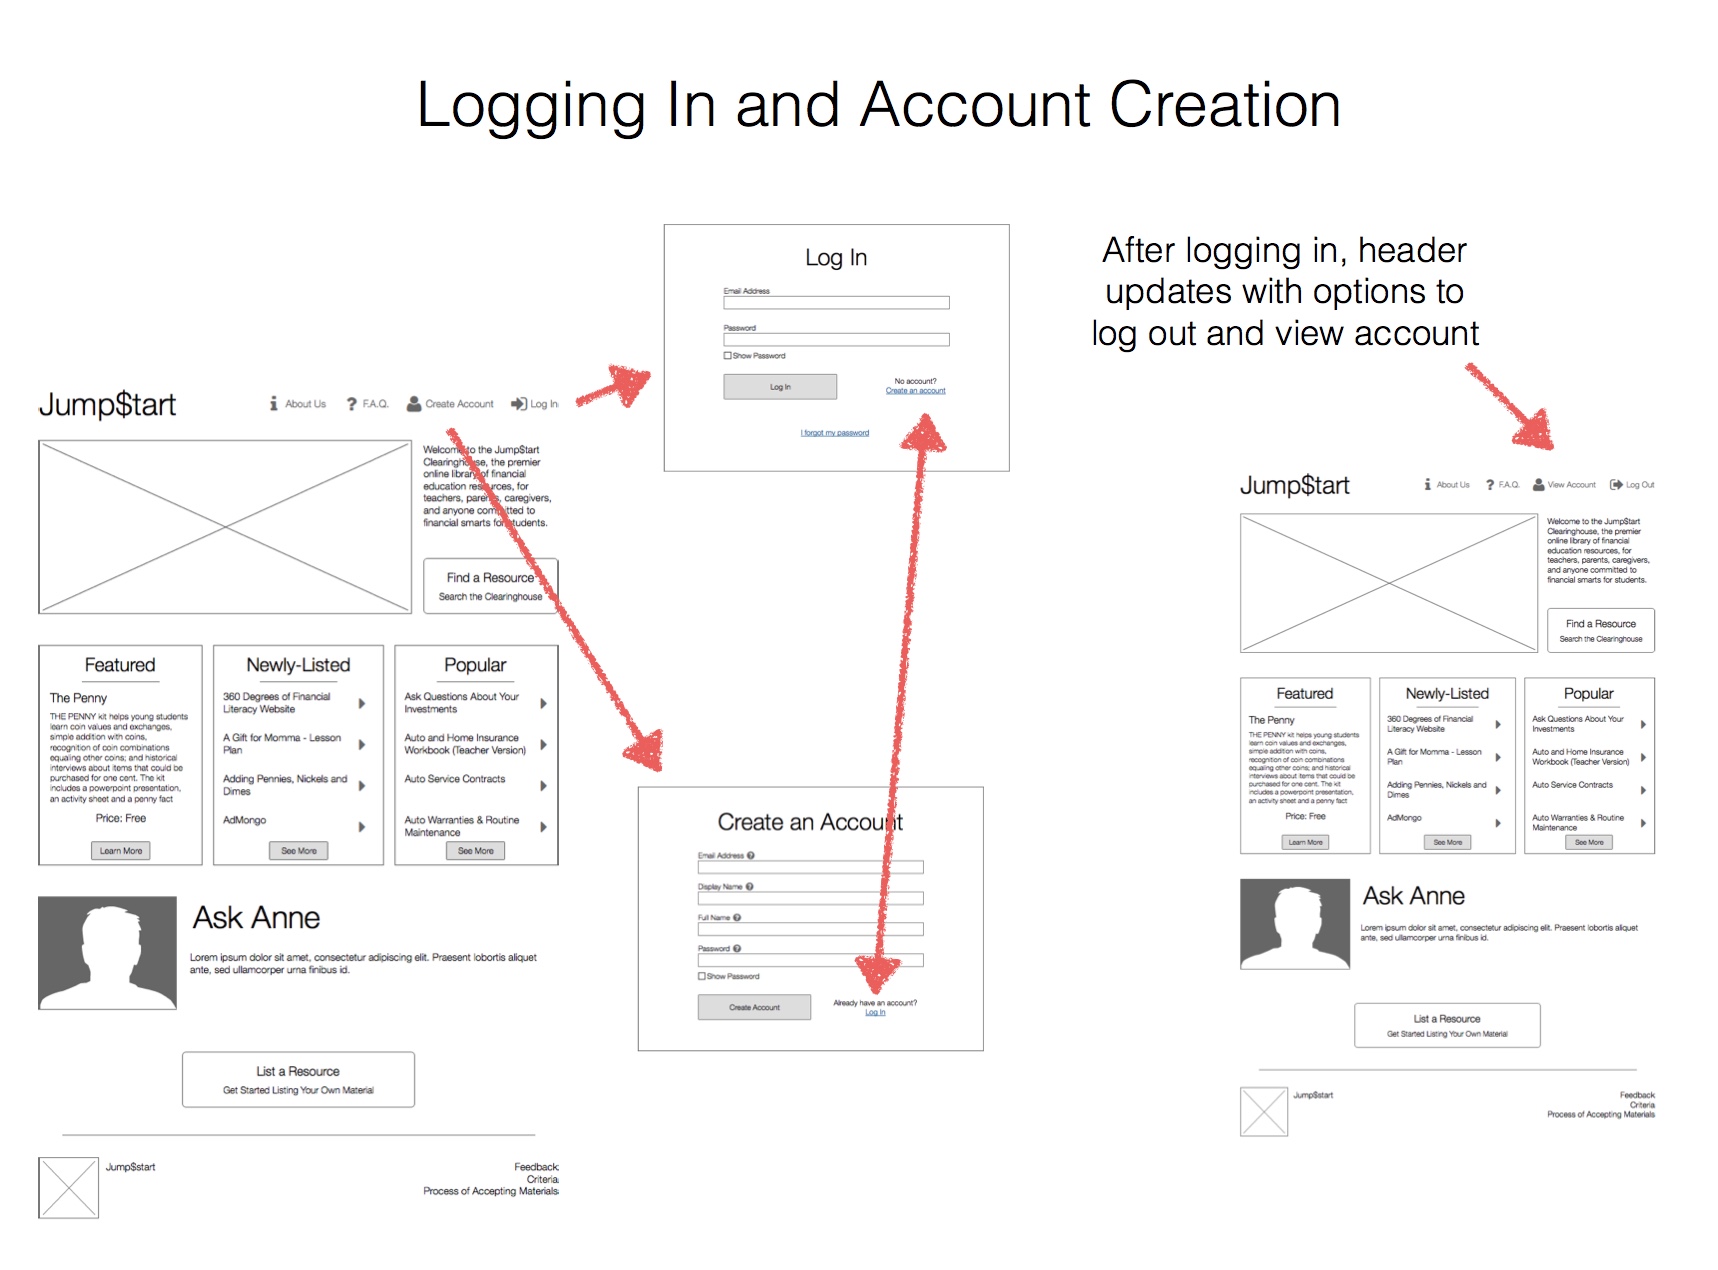 Logging In and Account Creation
Jump$tart
About Us
F.A.Q.
Create Account
Log In
Welcome to the Jump$tart
Clearinghouse, the premier
online library of financial
education resources, for
teachers, parents, caregivers,
and anyone committed to
financial smarts for students.
Find a Resource
Search the Clearinghouse
Featured
The Penny
THE PENNY kit helps young students
learn coin values and exchanges,
simple addition with coins,
recognition of coin combinations
equaling other coins; and historical
interviews about items that could be
purchased for one cent. The kit
includes a powerpoint presentation,
an activity sheet and a penny fact
Price: Free
Learn More
Newly-Listed
360 Degrees of Financial
Literacy Website
A Gift for Momma - Lesson
Plan
Adding Pennies, Nickels and
Dimes
AdMongo
See More
Popular
Ask Questions About Your
Investments
Auto and Home Insurance
Workbook (Teacher Version)
Auto Service Contracts
Auto Warranties & Routine
Maintenance
See More
Ask Anne
Lorem ipsum dolor sit amet, consectetur adipiscing elit. Praesent lobortis aliquet
ante, sed ullamcorper urna finibus id.
List a Resource
Get Started Listing Your Own Material
Jump$start
Feedback
Criteria
Process of Accepting Materials
Log In
Email Address
Password
Show Password
Log In
No account?
Create an account
I forgot my password
Create an Account
Email Address
Display Name
Full Name
Password
Show Password
Create Account
Already have an account?
Log In
After logging in, header
updates with options to
log out and view account
Jump$tart
About Us
F.A.Q.
View Account
Log Out
Welcome to the Jump$tart
Clearinghouse, the premier
online library of financial
education resources, for
teachers, parents, caregivers,
and anyone committed to
financial smarts for students.
Find a Resource
Search the Clearinghouse
Featured
The Penny
THE PENNY kit helps young students
learn coin values and exchanges,
simple addition with coins,
recognition of coin combinations
equaling other coins; and historical
interviews about items that could be
purchased for one cent. The kit
includes a powerpoint presentation,
an activity sheet and a penny fact
Price: Free
Learn More
Newly-Listed
360 Degrees of Financial
Literacy Website
A Gift for Momma - Lesson
Plan
Adding Pennies, Nickels and
Dimes
AdMongo
See More
Popular
Ask Questions About Your
Investments
Auto and Home Insurance
Workbook (Teacher Version)
Auto Service Contracts
Auto Warranties & Routine
Maintenance
See More
Ask Anne
Lorem ipsum dolor sit amet, consectetur adipiscing elit. Praesent lobortis aliquet
ante, sed ullamcorper urna finibus id.
List a Resource
Get Started Listing Your Own Material
Jump$start
Feedback
Criteria
Process of Accepting Materials